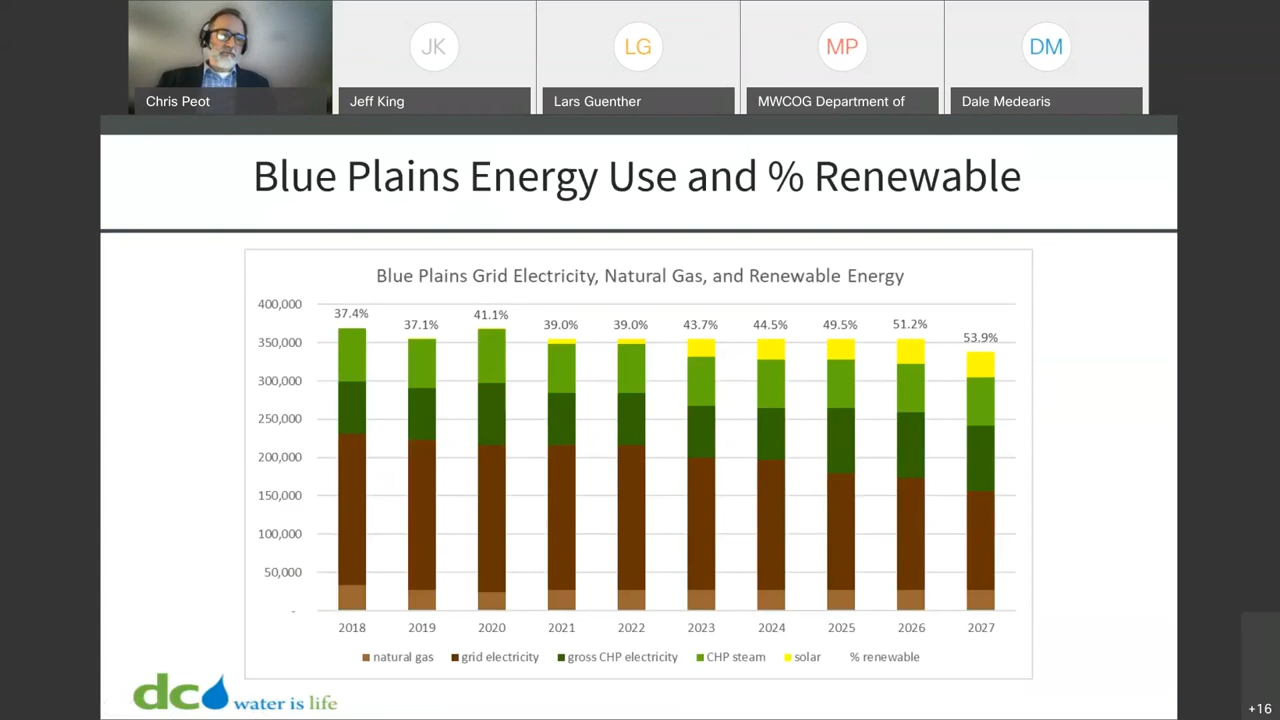 JK
LG
MP
DM
Chris Peot
Jeff King
Lars Guenther
MWCOG Department of
Dale Medearis
Blue Plains Energy Use and % Renewable
Blue Plains Grid Electricity, Natural Gas, and Renewable Energy
400,000
350,000
300,000
250,000
200,000
150,000
100,000
50,000
-
37.4%
37.1%
41.1%
39.0%
39.0%
43.7%
44.5%
49.5%
51.2%
53.9%
2018 2019 2020 2021 2022 2023 2024 2025 2026 2027
natural gas grid electricity gross CHP electricity CHP steam solar % renewable
dc water is life
+16